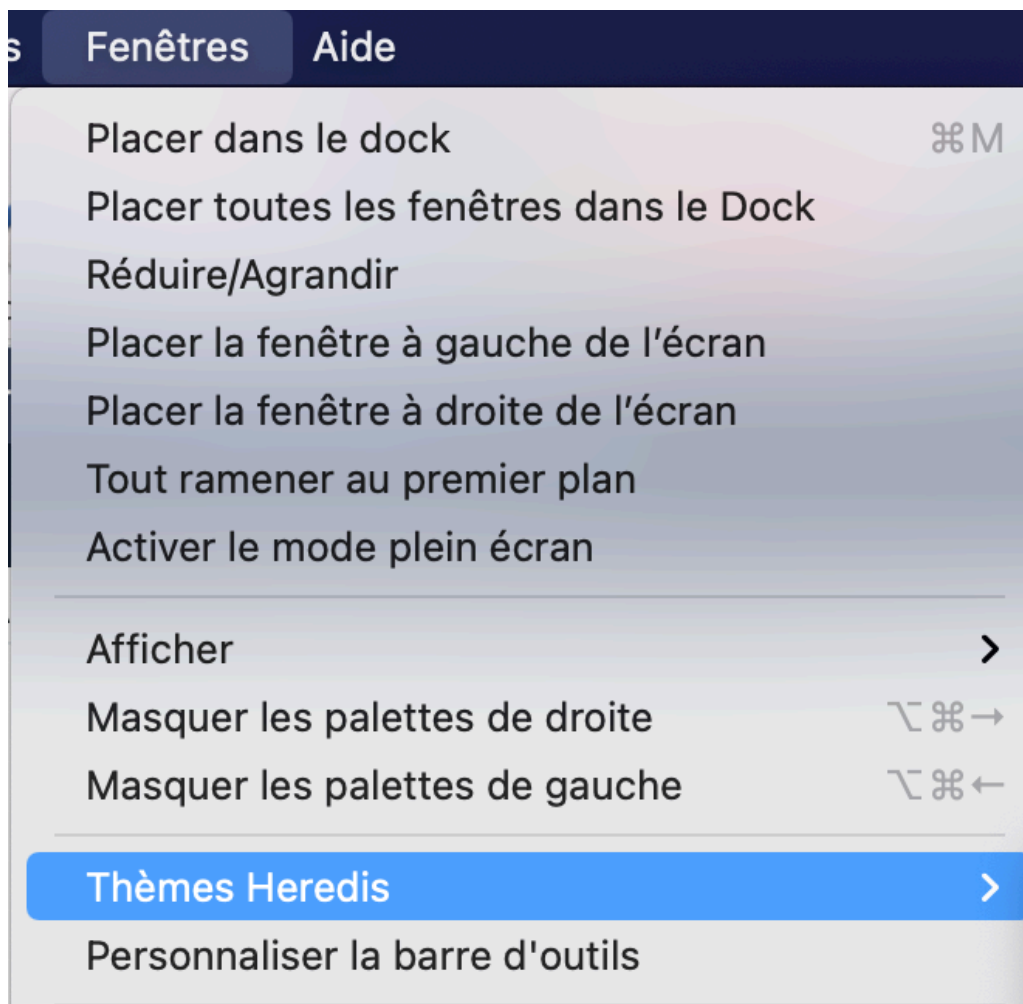 s Fenêtres Aide
Placer dans le dock ⌘M
Placer toutes les fenêtres dans le Dock
Réduire/Agrandir
Placer la fenêtre à gauche de l’écran
Placer la fenêtre à droite de l’écran
Tout ramener au premier plan
Activer le mode plein écran
Afficher
Masquer les palettes de droite ⌥⌘→
Masquer les palettes de gauche ⌥⌘←
Thèmes Heredis
Personnaliser la barre d'outils